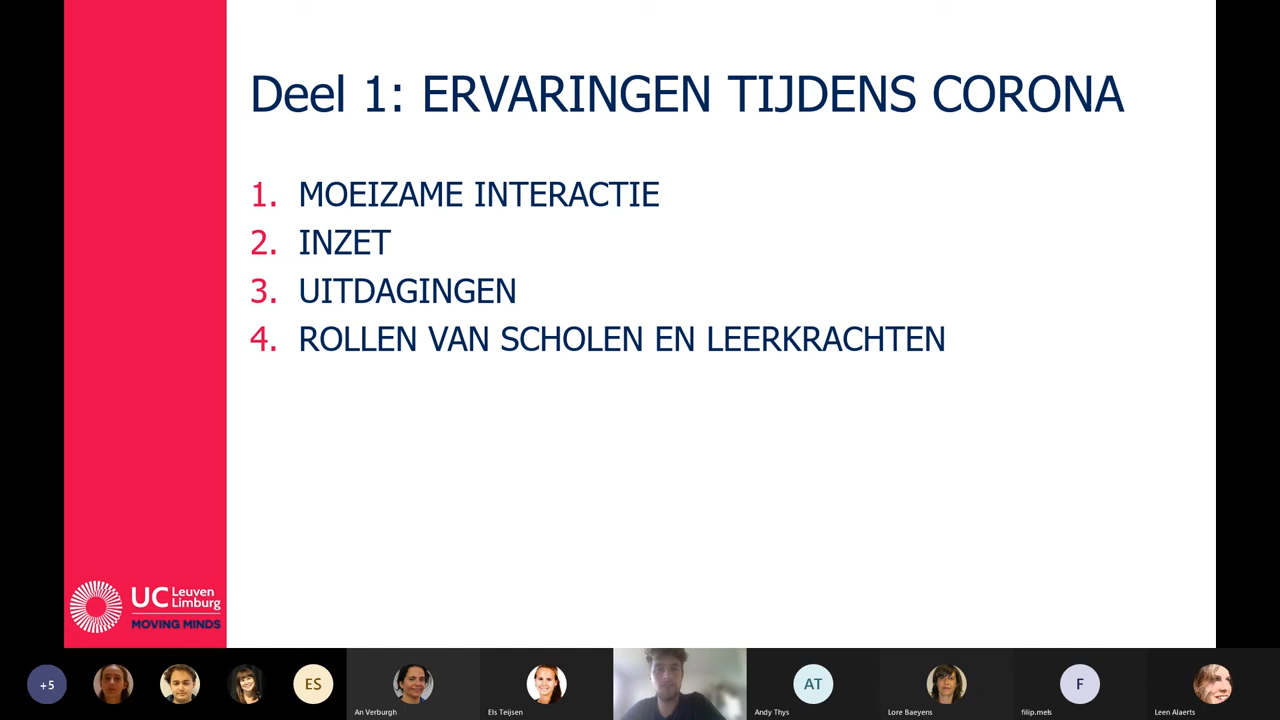 Deel 1: ERVARINGEN TIJDENS CORONA
1. MOEIZAME INTERACTIE
2. INZET
3. UITDAGINGEN
4. ROLLEN VAN SCHOLEN EN LEERKRACHTEN
UC Leuven Limburg
MOVING MINDS
+5
ES
An Verburgh
Els Teijsen
AT
Andy Thys
Lore Baeyens
F
filip.mels
Leen Alaerts